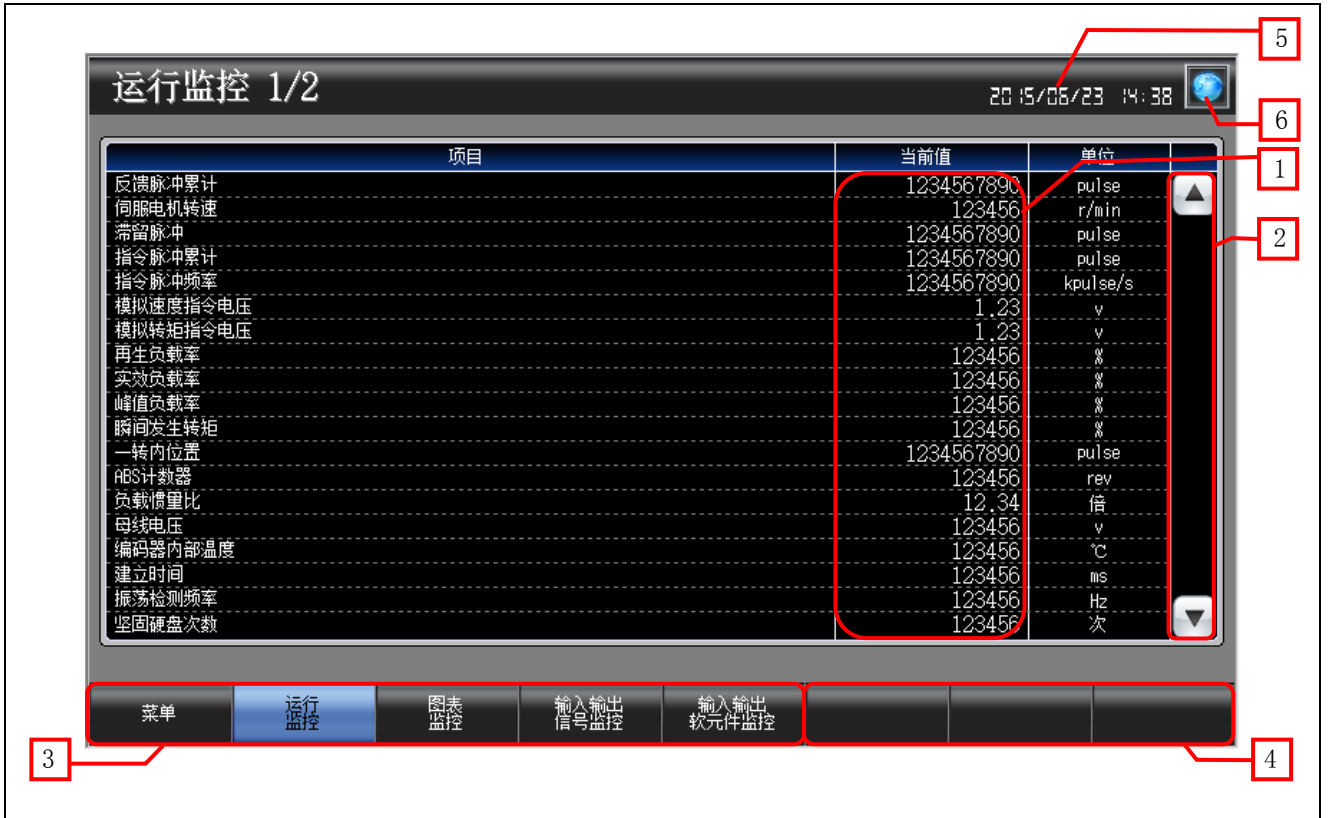 5
运行监控 1/2
2015/06/23 14:38
6
项目 当前值 单位
1
反馈脉冲累计 1234567890 pulse
伺服电机转速 123456 r/min
2
滞留脉冲 1234567890 pulse
指令脉冲累计 1234567890 pulse
指令脉冲频率 1234567890 kpulse/s
模拟速度指令电压 1.23 v
模拟转矩指令电压 1.23 v
再生负载率 123456 %
实效负载率 123456 %
峰值负载率 123456 %
瞬间发生转矩 123456 %
一转内位置 1234567890 pulse
ABS计数器 123456 rev
负载惯量比 12.34 倍
母线电压 123456 v
编码器内部温度 123456 ℃
建立时间 123456 ms
振荡检测频率 123456 Hz
坚固硬盘次数 123456 次
菜单
运行
监控
图表
监控
输入输出
信号监控
输入输出
软元件监控
3
4